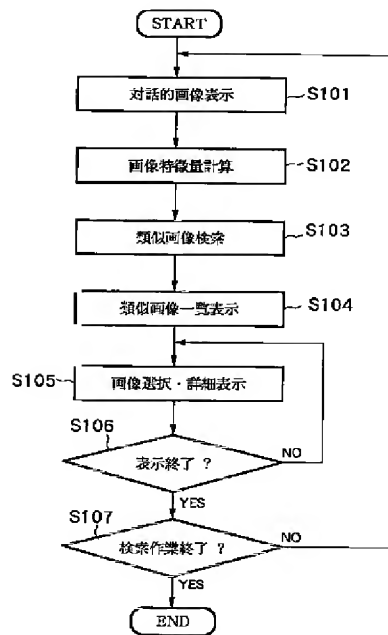 START
対話的画像表示
S101
画像特徴量計算
S102
類似画像検索
S103
類似画像一覧表示
S104
S105
画像選択・詳細表示
S106
表示終了 ?
NO
YES
S107
検索作業終了 ?
NO
YES
END